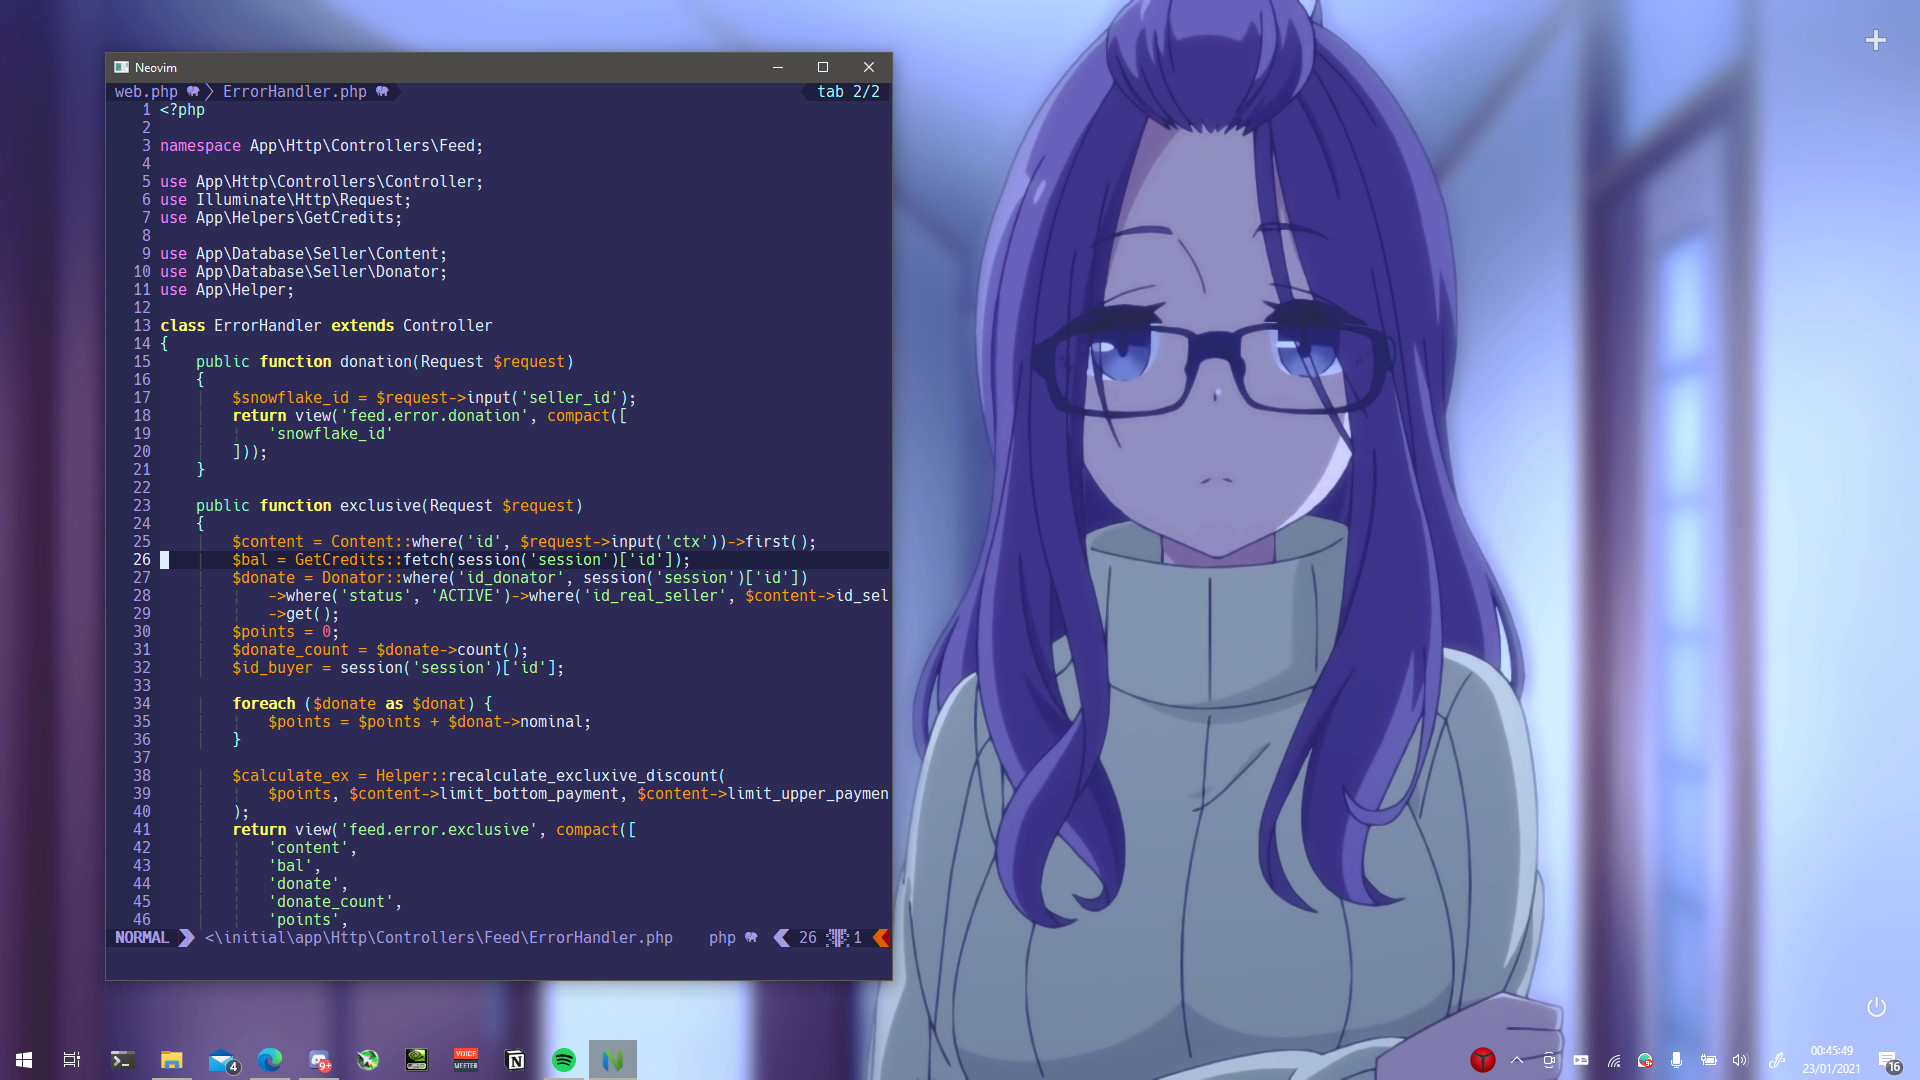 Neovim
web.php ErrorHandler.php tab 2/2
1 <?php
2
3 namespace App\Http\Controllers\Feed;
4
5 use App\Http\Controllers\Controller;
6 use Illuminate\Http\Request;
7 use App\Helpers\GetCredits;
8
9 use App\Database\Seller\Content;
10 use App\Database\Seller\Donator;
11 use App\Helper;
12
13 class ErrorHandler extends Controller
14 {
15     public function donation(Request $request)
16     {
17         $snowflake_id = $request->input('seller_id');
18         return view('feed.error.donation', compact([
19             'snowflake_id'
20         ]));
21     }
22
23     public function exclusive(Request $request)
24     {
25         $content = Content::where('id', $request->input('ctx'))->first();
26         $bal = GetCredits::fetch(session('session')['id']);
27         $donate = Donator::where('id_donator', session('session')['id'])
28             ->where('status', 'ACTIVE')->where('id_real_seller', $content->id_sel
29             ->get();
30         $points = 0;
31         $donate_count = $donate->count();
32         $id_buyer = session('session')['id'];
33
34         foreach ($donate as $donat) {
35             $points = $points + $donat->nominal;
36         }
37
38         $calculate_ex = Helper::recalculate_excluxive_discount(
39             $points, $content->limit_bottom_payment, $content->limit_upper_paymen
40         );
41         return view('feed.error.exclusive', compact([
42             'content',
43             'bal',
44             'donate',
45             'donate_count',
46             'points',
NORMAL <\initial\app\Http\Controllers\Feed\ErrorHandler.php php 26 1
4 9+ VOICE MEETER N 9+ 00:45:49
23/01/2021 16